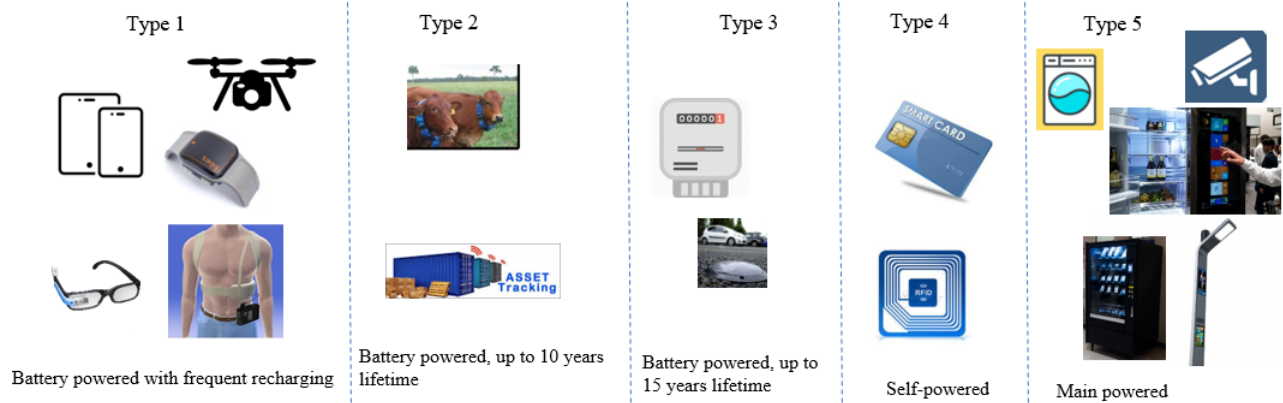 Type 1
Type 2
Type 3
Type 4
Type 5
000001
SMART CARD
ASSET
Tracking
RFID
Battery powered with frequent recharging
Battery powered, up to 10 years
lifetime
Battery powered, up to
15 years lifetime
Self-powered
Main powered